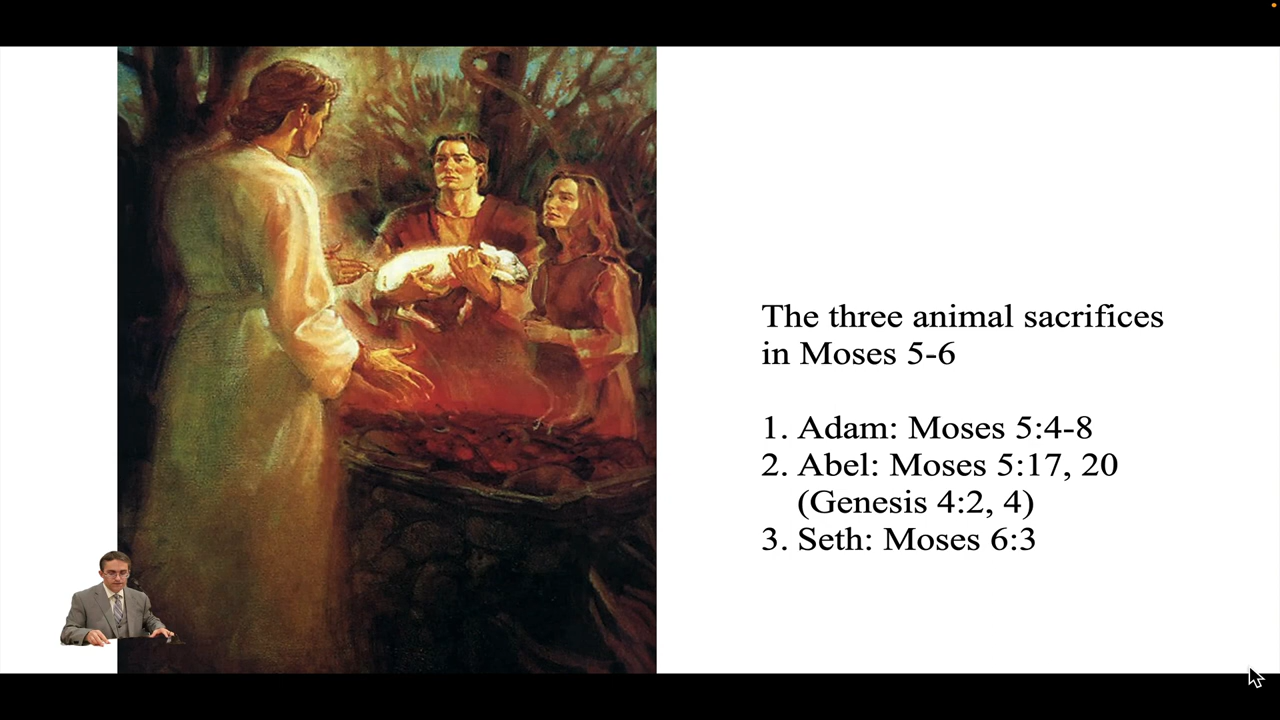 The three animal sacrifices
in Moses 5-6
1. Adam: Moses 5:4-8
2. Abel: Moses 5:17, 20
(Genesis 4:2, 4)
3. Seth: Moses 6:3